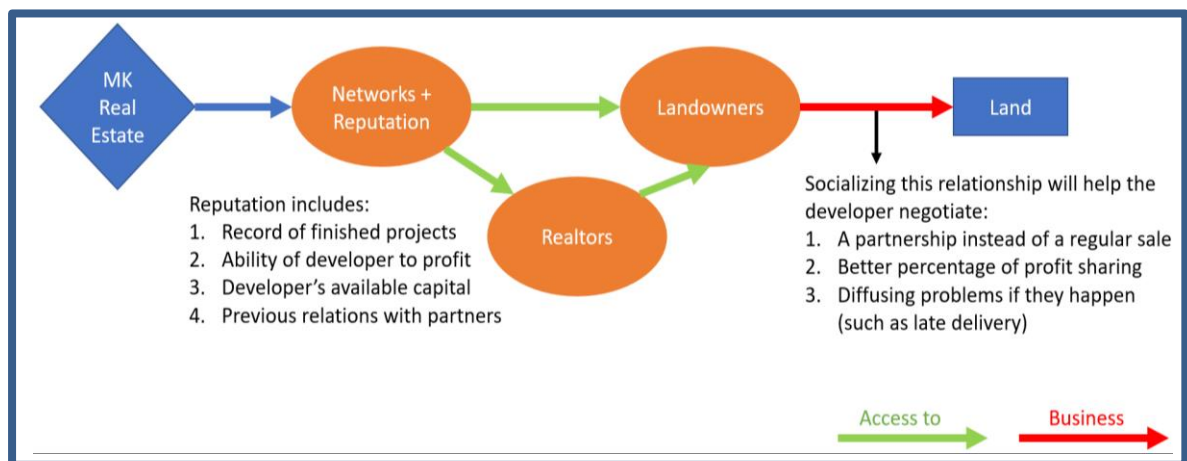 MK
Real
Estate
Networks +
Reputation
Landowners
Land
Realtors
Reputation includes:
1. Record of finished projects
2. Ability of developer to profit
3. Developer’s available capital
4. Previous relations with partners
Socializing this relationship will help the
developer negotiate:
1. A partnership instead of a regular sale
2. Better percentage of profit sharing
3. Diffusing problems if they happen
(such as late delivery)
Access to
Business